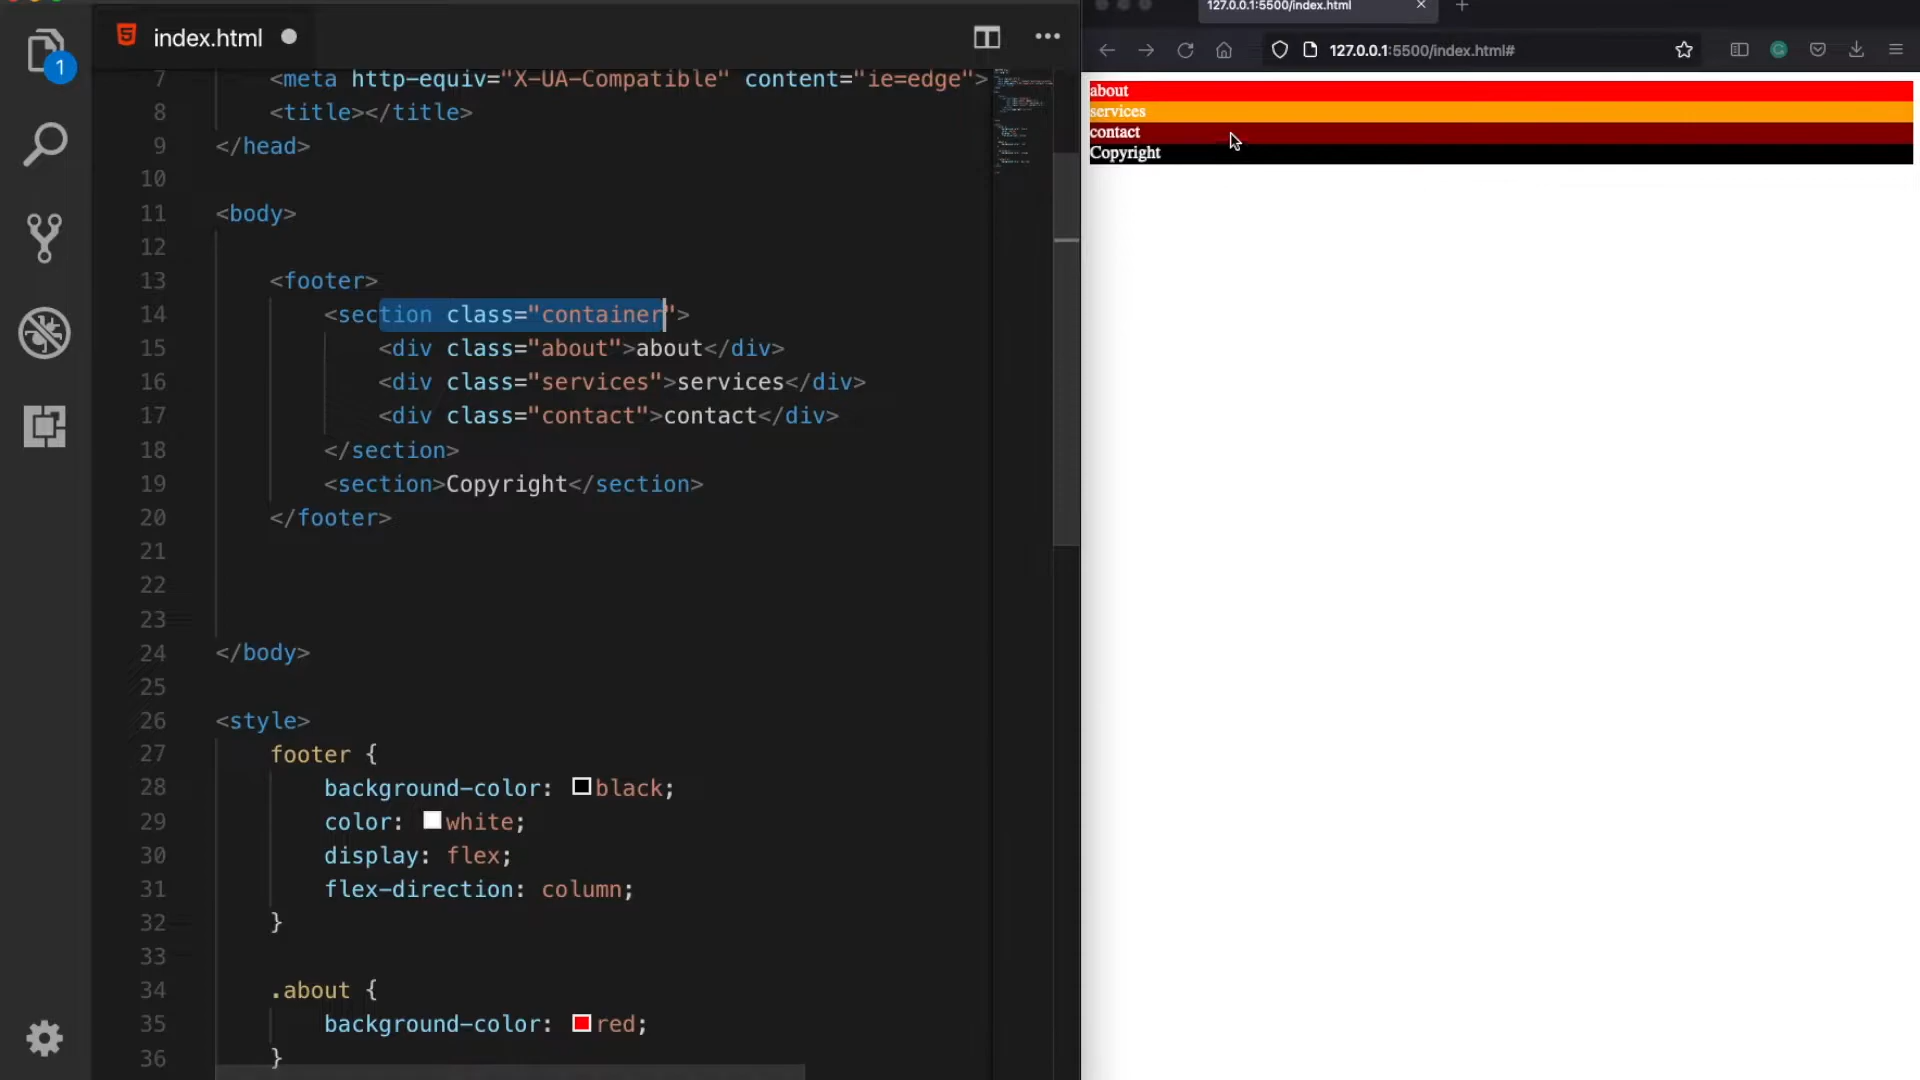 index.html
1
7 <meta http-equiv="X-UA-Compatible" content="ie=edge">
8 <title></title>
9 </head>
10
11 <body>
12
13 <footer>
14 <section class="container">
15 <div class="about">about</div>
16 <div class="services">services</div>
17 <div class="contact">contact</div>
18 </section>
19 <section>Copyright</section>
20 </footer>
21
22
23
24 </body>
25
26 <style>
27 footer {
28 background-color: black;
29 color: white;
30 display: flex;
31 flex-direction: column;
32 }
33
34 .about {
35 background-color: red;
36 }
127.0.0.1:5500/index.html
127.0.0.1:5500/index.html#
about
services
contact
Copyright